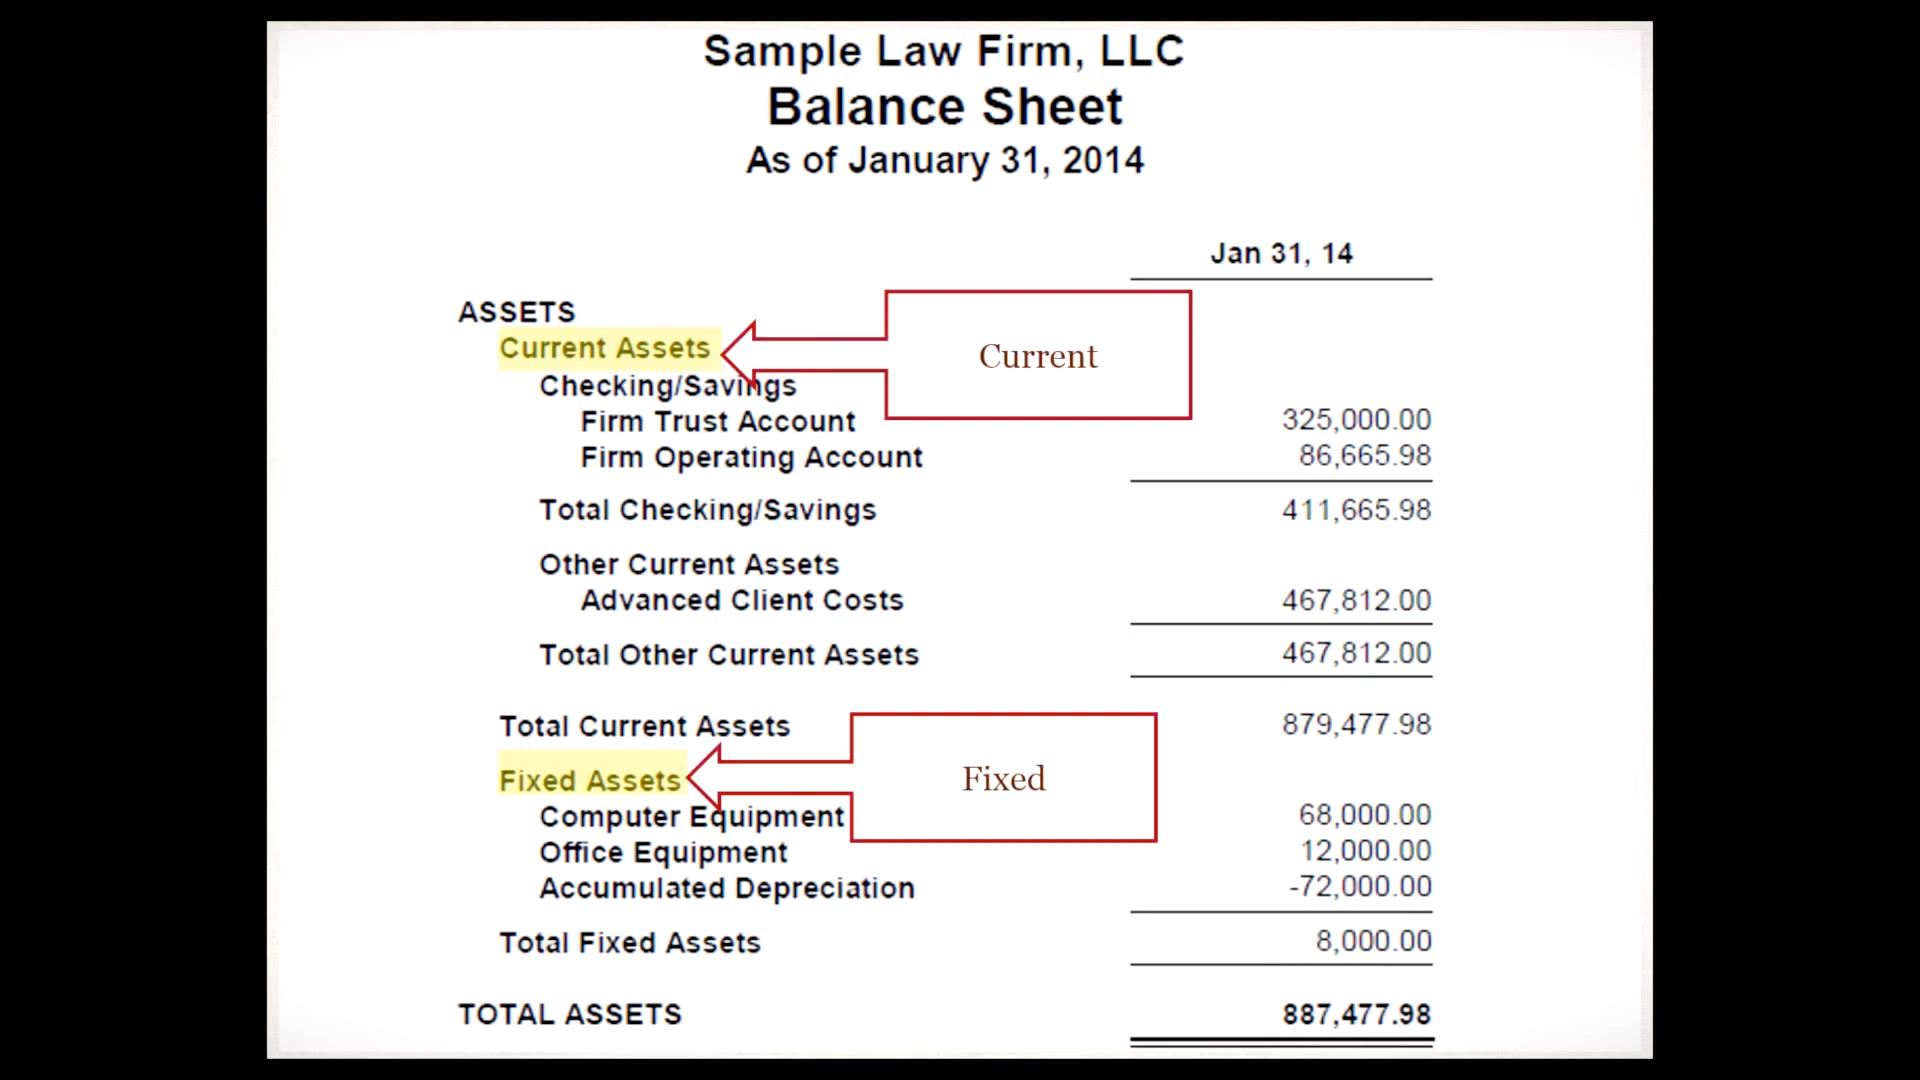 Sample Law Firm, LLC
Balance Sheet
As of January 31, 2014
Jan 31, 14
ASSETS
Current Assets
Current
Checking/Savings
Firm Trust Account 325,000.00
Firm Operating Account 86,665.98
Total Checking/Savings 411,665.98
Other Current Assets
Advanced Client Costs 467,812.00
Total Other Current Assets 467,812.00
Total Current Assets 879,477.98
Fixed Assets
Fixed
Computer Equipment 68,000.00
Office Equipment 12,000.00
Accumulated Depreciation -72,000.00
Total Fixed Assets 8,000.00
TOTAL ASSETS 887,477.98